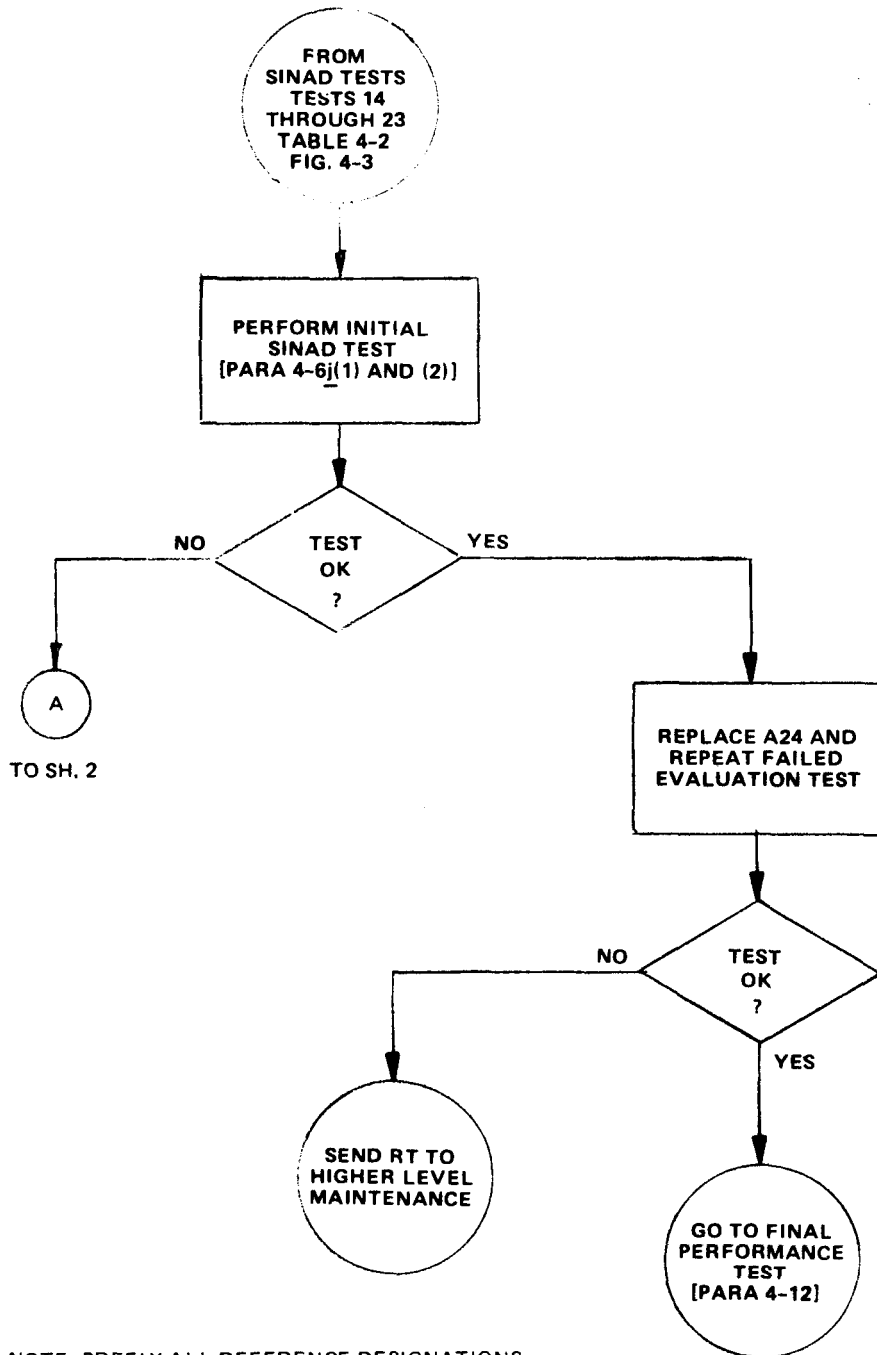 FROM
SINAD TESTS
TESTS 14
THROUGH 23
TABLE 4-2
FIG. 4-3
PERFORM INITIAL
SINAD TEST
[PARA 4-6j(1) AND (2)]
NO
TEST
OK
?
YES
A
TO SH. 2
REPLACE A24 AND
REPEAT FAILED
EVALUATION TEST
NO
TEST
OK
?
YES
SEND RT TO
HIGHER LEVEL
MAINTENANCE
GO TO FINAL
PERFORMANCE
TEST
[PARA 4-12]
NOTE: PREFIX ALL REFERENCE DESIGNATIONS